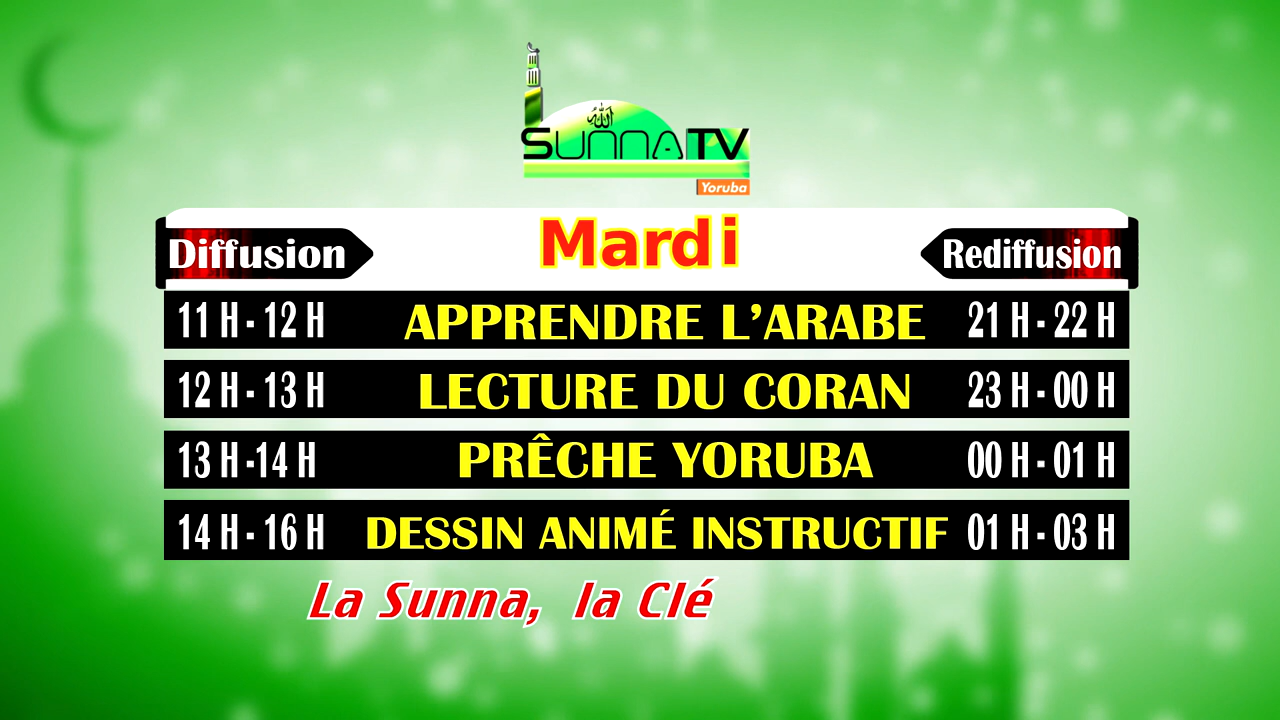 الله
SUNNA TV
Yoruba
Diffusion Mardi Rediffusion
11 H - 12 H APPRENDRE L’ARABE 21 H - 22 H
12 H - 13 H LECTURE DU CORAN 23 H - 00 H
13 H -14 H PRÊCHE YORUBA 00 H - 01 H
14 H - 16 H DESSIN ANIMÉ INSTRUCTIF 01 H - 03 H
La Sunna, la Clé